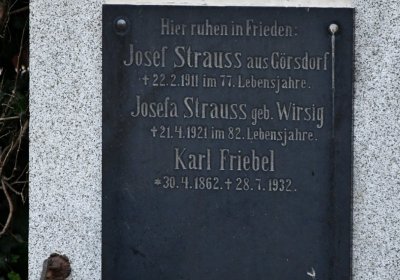 Hier ruhen in Frieden:
Josef Strauss aus Görsdorf
† 22.2.1911 im 77. Lebensjahre.
Josefa Strauss geb. Wirsig
† 21.4.1921 im 82. Lebensjahre.
Karl Friebel
* 30.4.1862. † 28.7.1932.